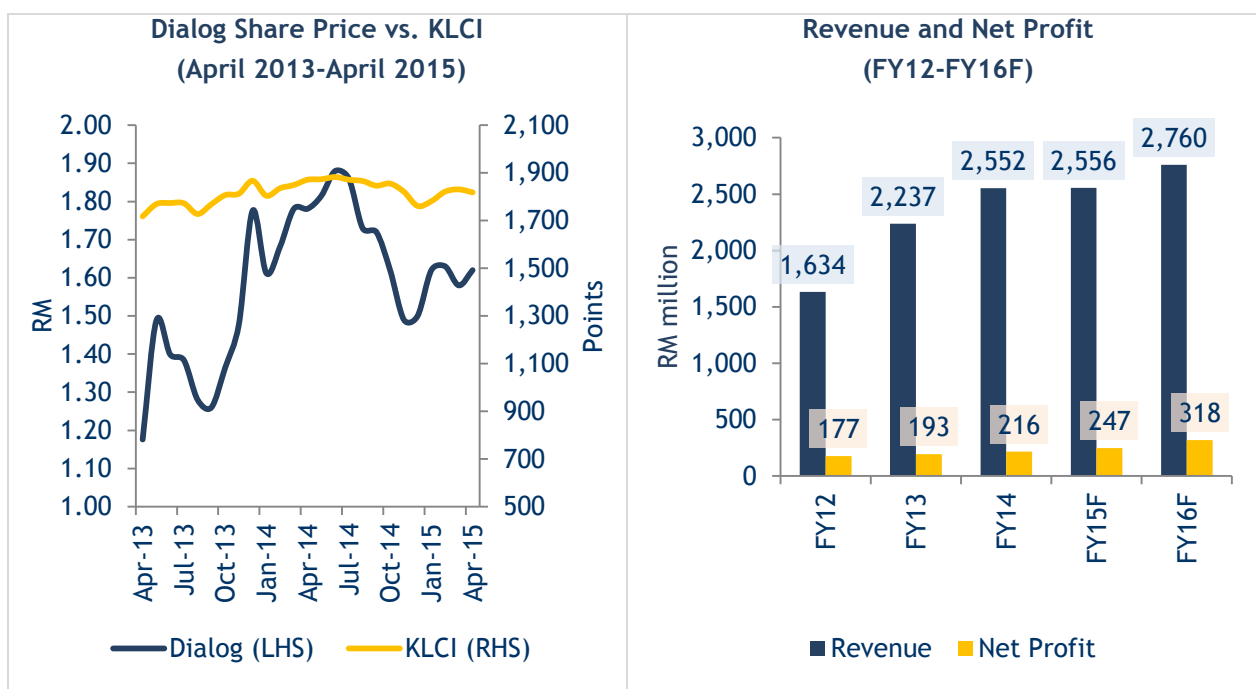 Dialog Share Price vs. KLCI
(April 2013-April 2015)
RM
2.00
1.90
1.80
1.70
1.60
1.50
1.40
1.30
1.20
1.10
1.00
2,100
1,900
1,700
1,500
1,300
1,100
900
700
500
Points
Apr-13
Jul-13
Oct-13
Jan-14
Apr-14
Jul-14
Oct-14
Jan-15
Apr-15
Dialog (LHS)
KLCI (RHS)
Revenue and Net Profit
(FY12-FY16F)
RM million
3,000
2,500
2,000
1,500
1,000
500
0
1,634
2,237
2,552
2,556
2,760
177
193
216
247
318
FY12
FY13
FY14
FY15F
FY16F
Revenue
Net Profit